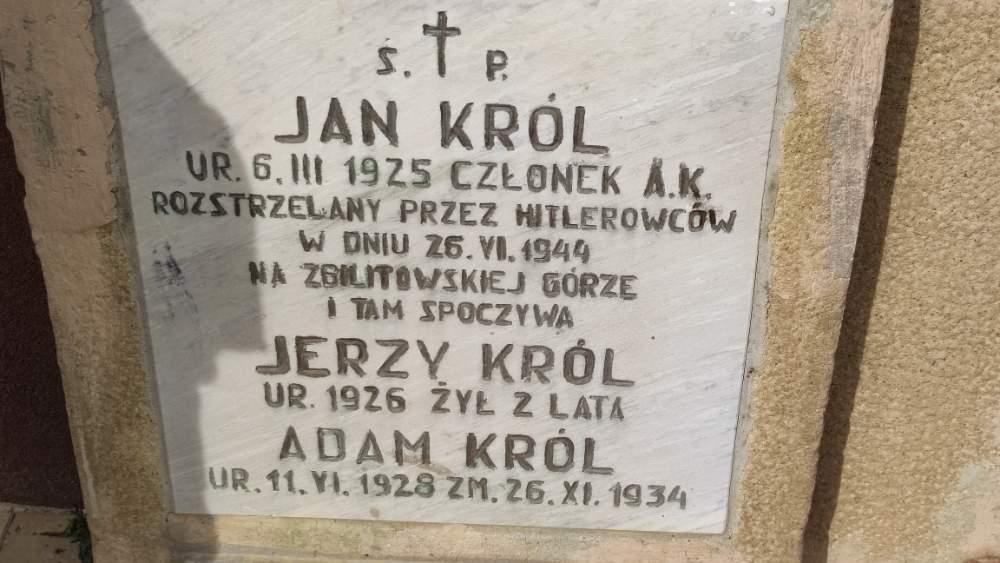 Ś. † P.
JAN KRÓL
UR. 6. III 1925 CZŁONEK A.K.
ROZSTRZELANY PRZEZ HITLEROWCÓW
W DNIU 26. VI. 1944
NA ZBILITOWSKIEJ GÓRZE
I TAM SPOCZYWA
JERZY KRÓL
UR. 1926 ŻYŁ 2 LATA
ADAM KRÓL
UR. 11. VI. 1928 ZM. 26. XI. 1934